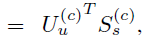 = U_u^{(c)^T} S_s^{(c)},